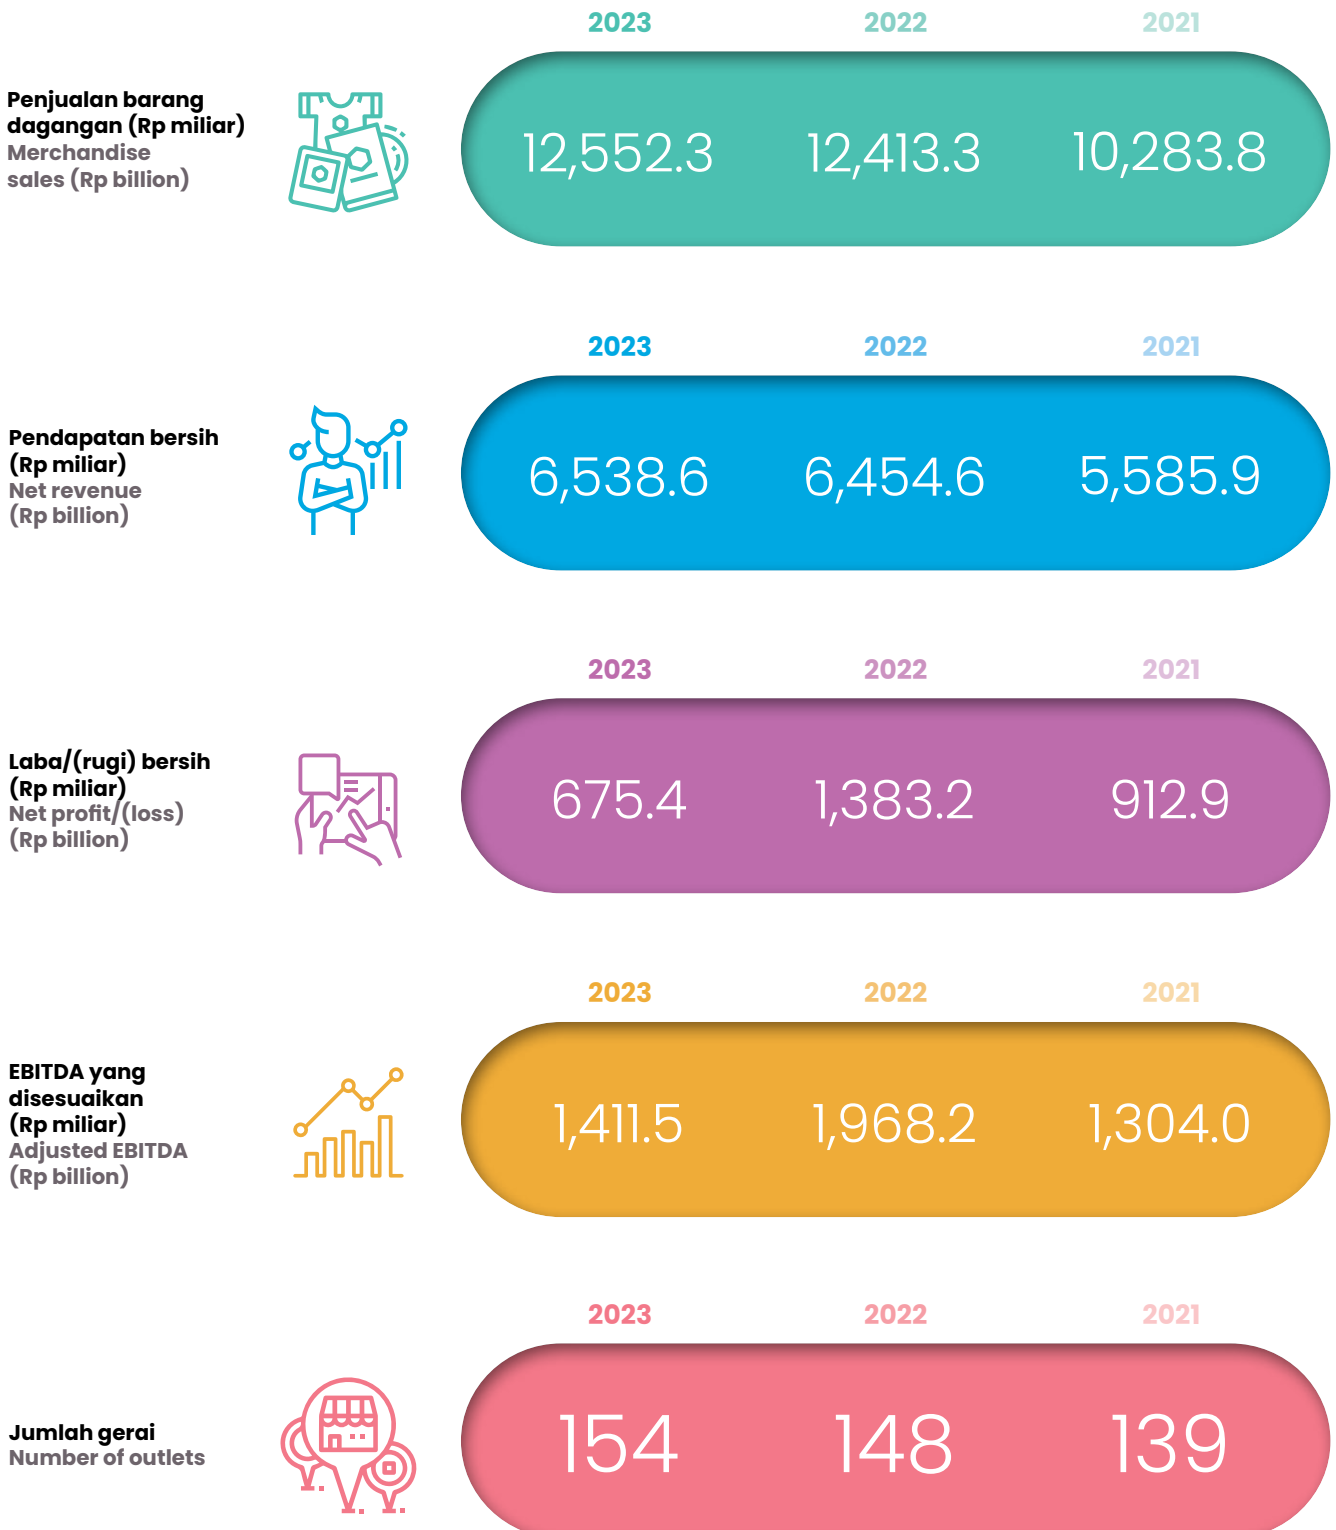 2023 2022 2021
Penjualan barang
dagangan (Rp miliar)
Merchandise
sales (Rp billion)
12,552.3 12,413.3 10,283.8
2023 2022 2021
Pendapatan bersih
(Rp miliar)
Net revenue
(Rp billion)
6,538.6 6,454.6 5,585.9
2023 2022 2021
Laba/(rugi) bersih
(Rp miliar)
Net profit/(loss)
(Rp billion)
675.4 1,383.2 912.9
2023 2022 2021
EBITDA yang
disesuaikan
(Rp miliar)
Adjusted EBITDA
(Rp billion)
1,411.5 1,968.2 1,304.0
2023 2022 2021
Jumlah gerai
Number of outlets
154 148 139